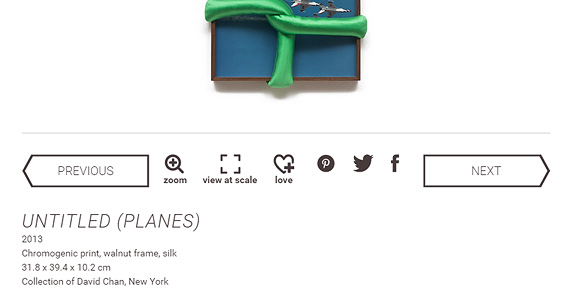 PREVIOUS
zoom
view at scale
love
NEXT
UNTITLED (PLANES)
2013
Chromogenic print, walnut frame, silk
31.8 x 39.4 x 10.2 cm
Collection of David Chan, New York